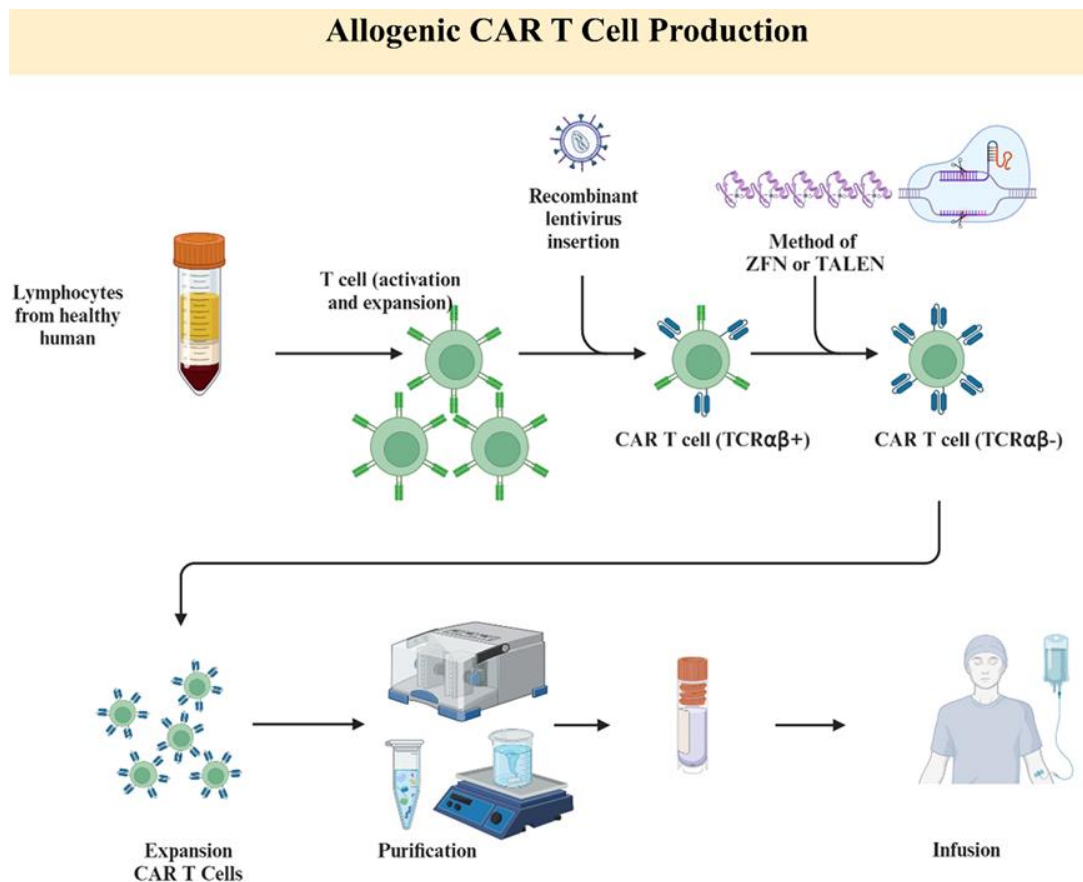 Allogenic CAR T Cell Production
Recombinant
lentivirus
insertion
Method of
ZFN or TALEN
Lymphocytes
from healthy
human
T cell (activation
and expansion)
CAR T cell (TCRαβ+)
CAR T cell (TCRαβ-)
Expansion
CAR T Cells
Purification
Infusion